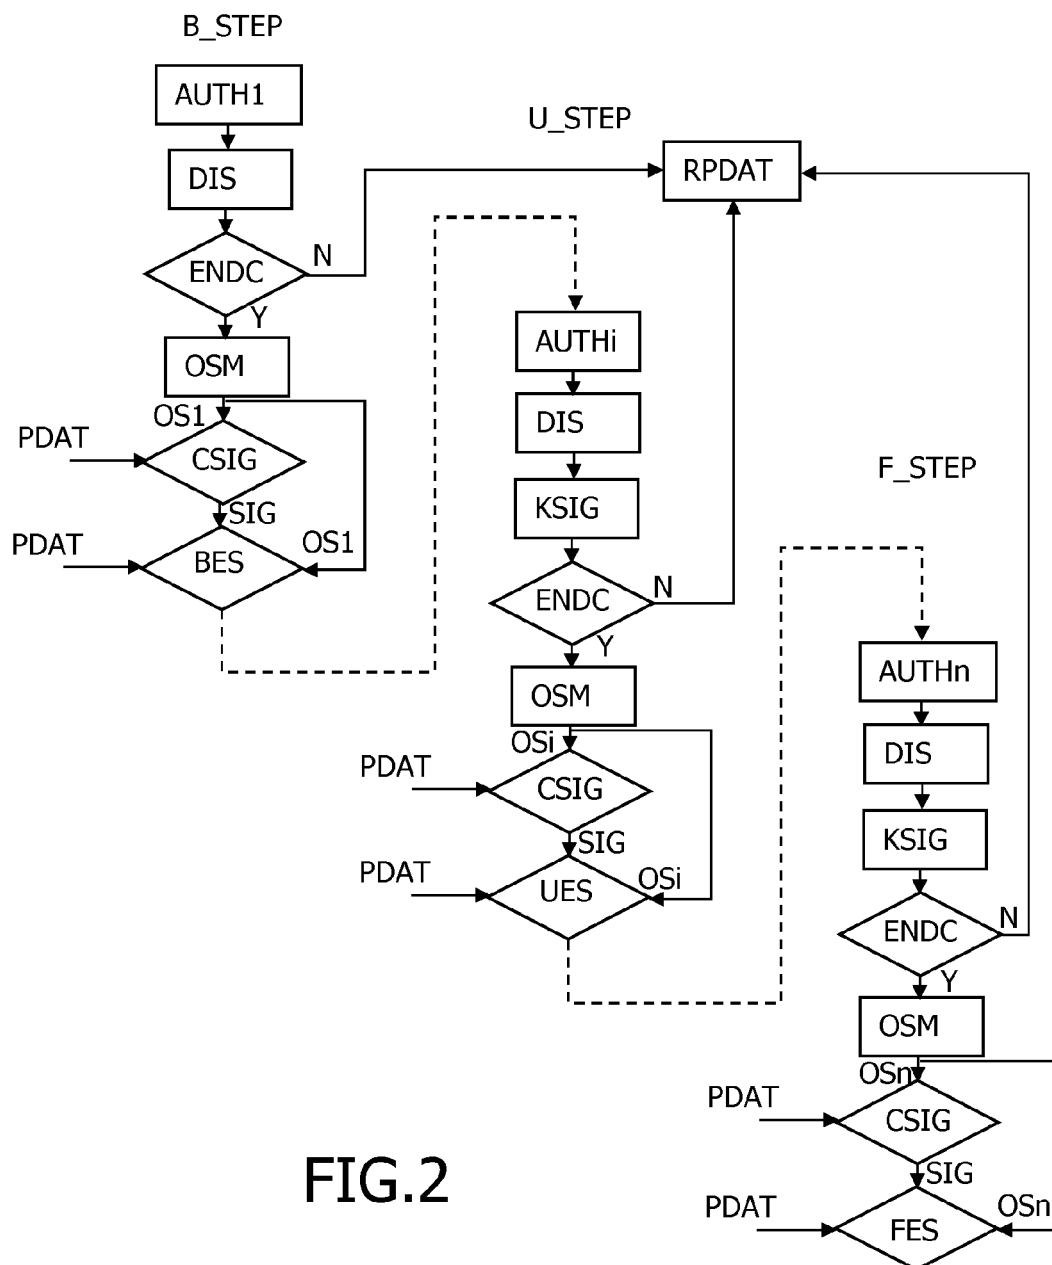 B_STEP
AUTH1
DIS
ENDC
N
Y
OSM
OS1
PDAT
CSIG
SIG
PDAT
BES
OS1
U_STEP
RPDAT
AUTHi
DIS
KSIG
ENDC
N
Y
OSM
OSi
PDAT
CSIG
SIG
PDAT
UES
OSi
F_STEP
AUTHn
DIS
KSIG
ENDC
N
Y
OSM
OSn
PDAT
CSIG
SIG
PDAT
FES
OSn
FIG.2